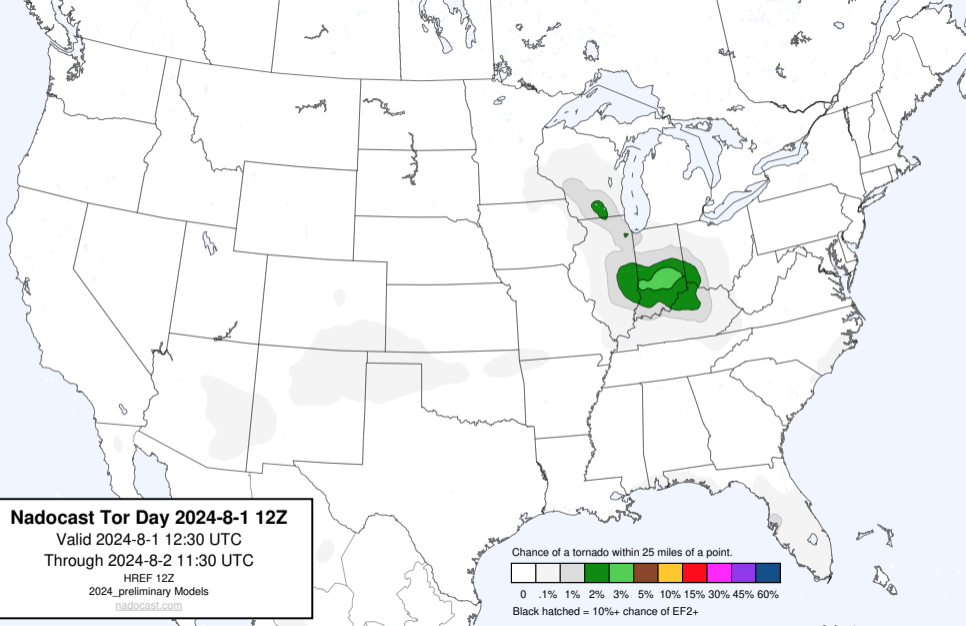 Nadocast Tor Day 2024-8-1 12Z
Valid 2024-8-1 12:30 UTC
Through 2024-8-2 11:30 UTC
HREF 12Z
2024_preliminary Models
nadocast.com
Chance of a tornado within 25 miles of a point.
0 .1% 1% 2% 3% 5% 10% 15% 30% 45% 60%
Black hatched = 10%+ chance of EF2+